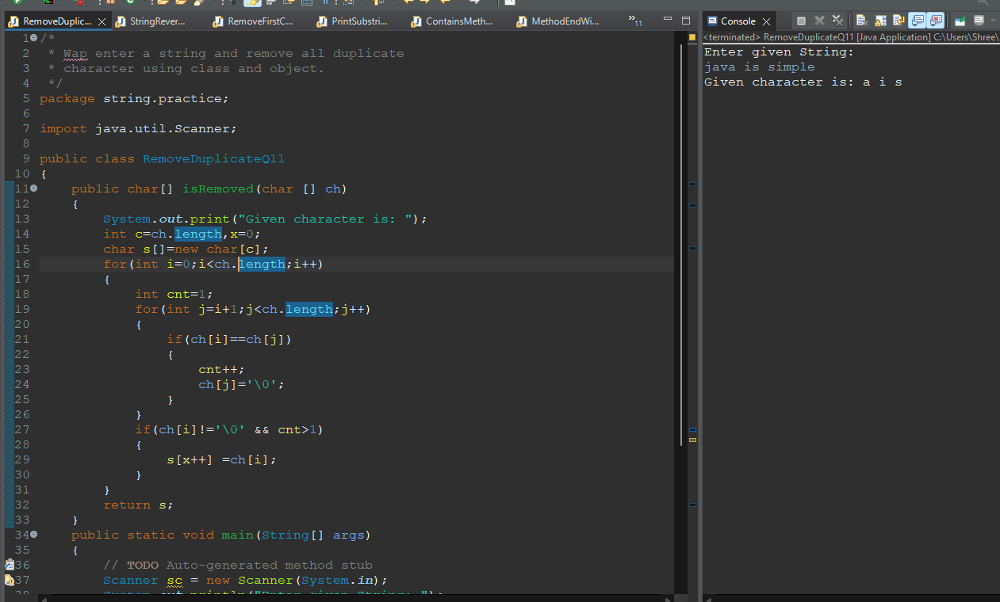 RemoveDuplic... StringRever... RemoveFirstC... PrintSubstri... ContainsMeth... MethodEndWi... » 11
1 /*
2 * Wap enter a string and remove all duplicate
3 * character using class and object.
4 */
5 package string.practice;
6
7 import java.util.Scanner;
8
9 public class RemoveDuplicateQ11
10 {
11 public char[] isRemoved(char [] ch)
12 {
13 System.out.print("Given character is: ");
14 int c=ch.length,x=0;
15 char s[]=new char[c];
16 for(int i=0;i<ch.length;i++)
17 {
18 int cnt=1;
19 for(int j=i+1;j<ch.length;j++)
20 {
21 if(ch[i]==ch[j])
22 {
23 cnt++;
24 ch[j]='\0';
25 }
26 }
27 if(ch[i]!='\0' && cnt>1)
28 {
29 s[x++] =ch[i];
30 }
31 }
32 return s;
33 }
34 public static void main(String[] args)
35 {
36 // TODO Auto-generated method stub
37 Scanner sc = new Scanner(System.in);
38 System.out.println("Enter given String: ");
Console
<terminated> RemoveDuplicateQ11 [Java Application] C:\Users\Shree\
Enter given String:
java is simple
Given character is: a i s